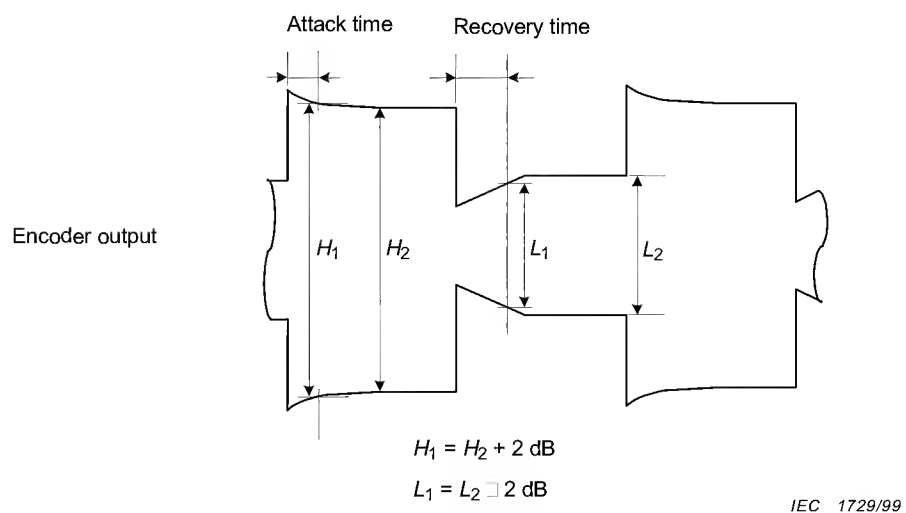 Attack time
Recovery time
Encoder output
H1
H2
L1
L2
H1 = H2 + 2 dB
L1 = L2 □ 2 dB
IEC 1729/99